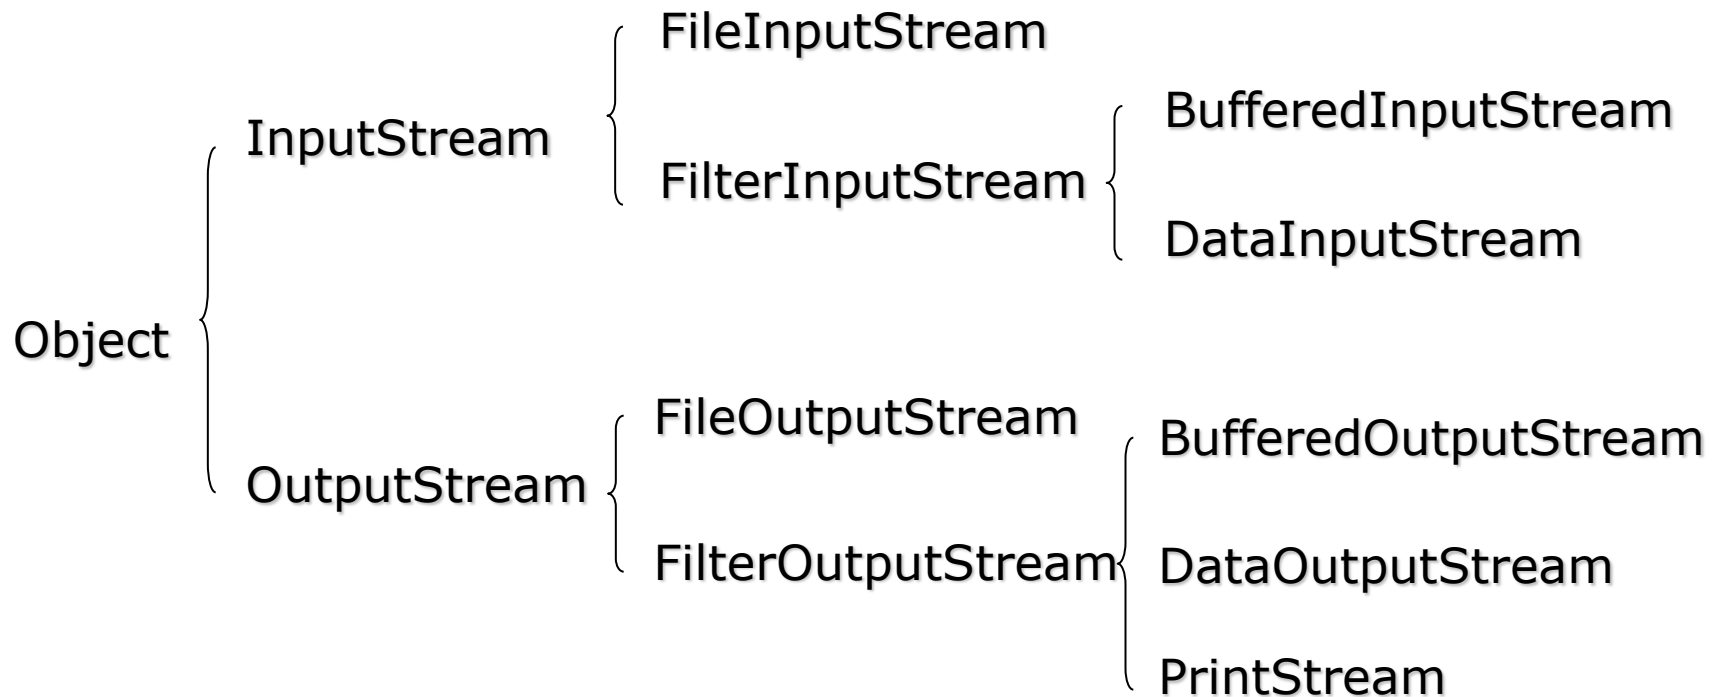 Object
InputStream
FileInputStream
FilterInputStream
BufferedInputStream
DataInputStream
OutputStream
FileOutputStream
FilterOutputStream
BufferedOutputStream
DataOutputStream
PrintStream